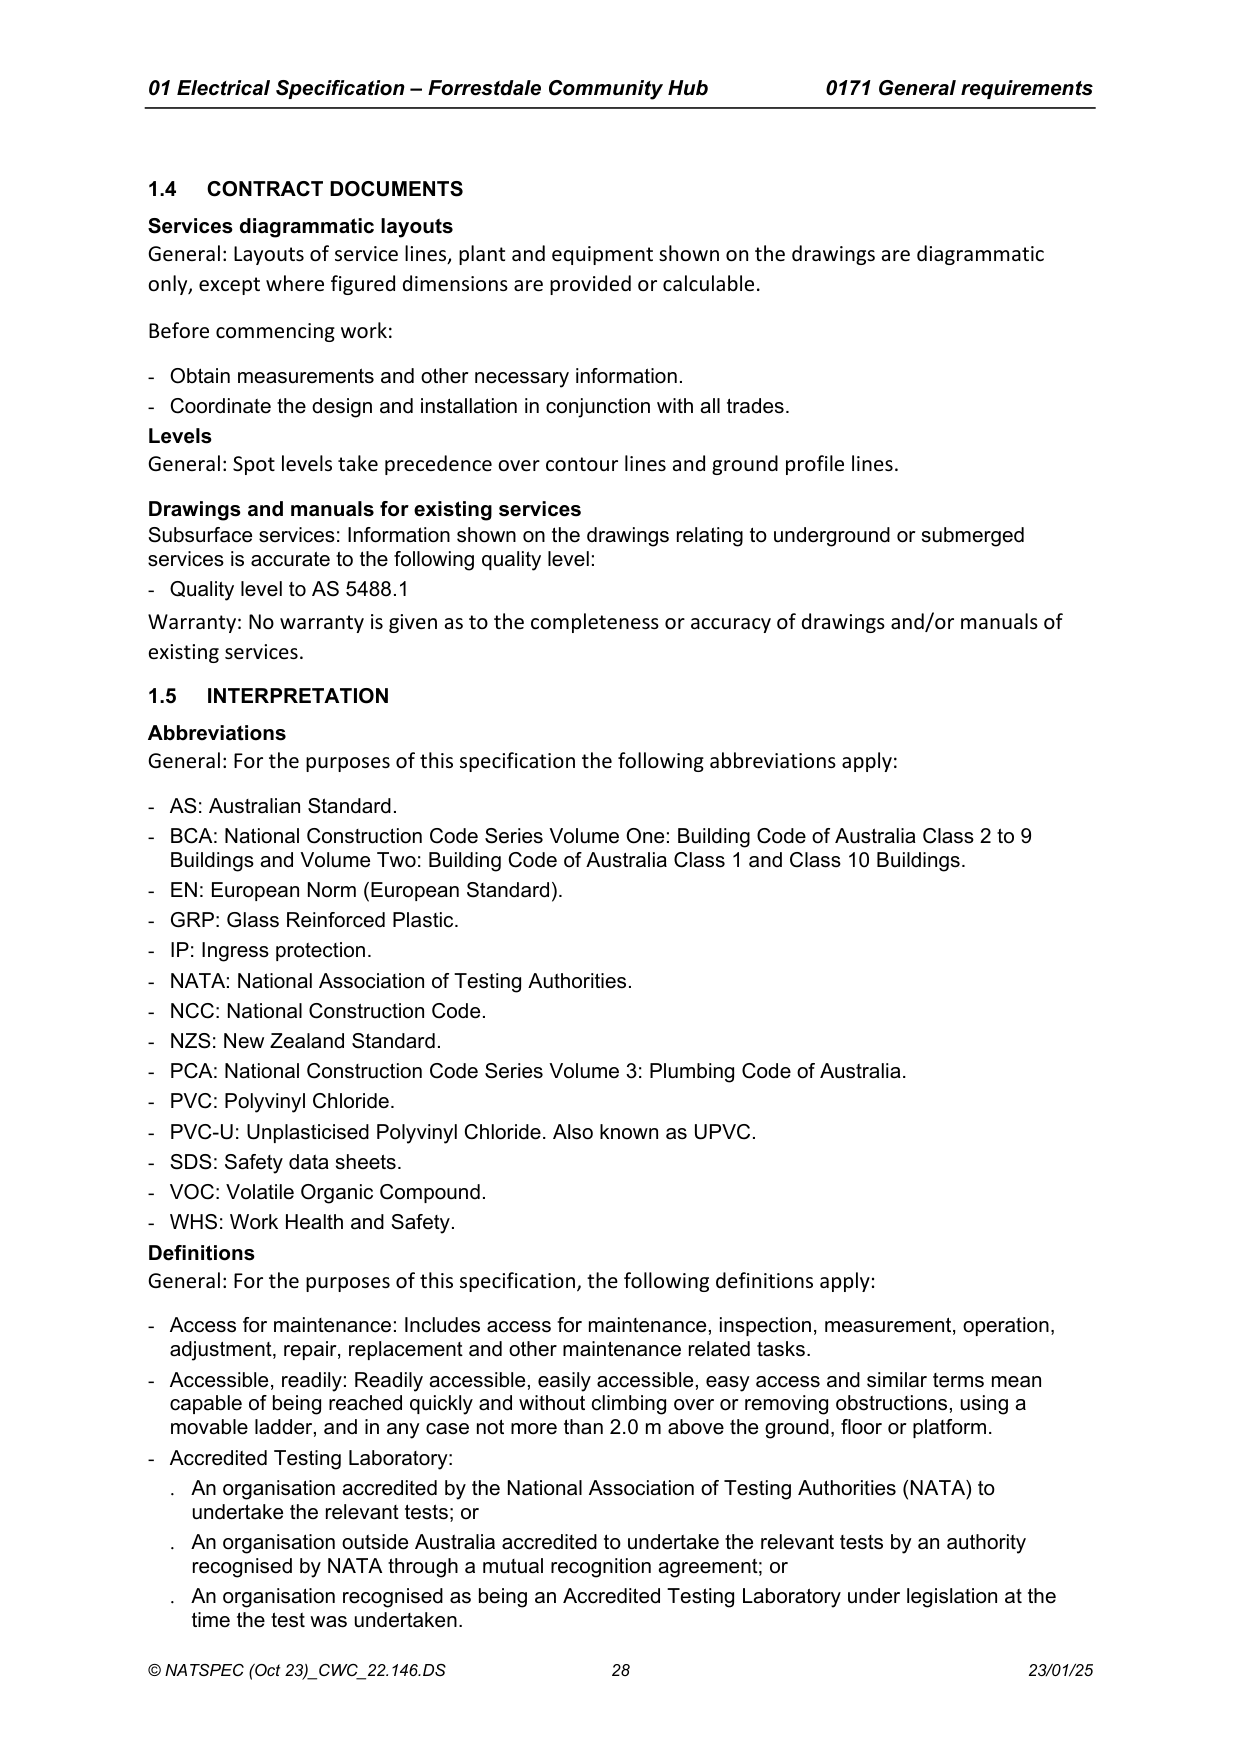 01 Electrical Specification – Forrestdale Community Hub 0171 General requirements
1.4 CONTRACT DOCUMENTS
Services diagrammatic layouts
General: Layouts of service lines, plant and equipment shown on the drawings are diagrammatic
only, except where figured dimensions are provided or calculable.
Before commencing work:
- Obtain measurements and other necessary information.
- Coordinate the design and installation in conjunction with all trades.
Levels
General: Spot levels take precedence over contour lines and ground profile lines.
Drawings and manuals for existing services
Subsurface services: Information shown on the drawings relating to underground or submerged
services is accurate to the following quality level:
- Quality level to AS 5488.1
Warranty: No warranty is given as to the completeness or accuracy of drawings and/or manuals of
existing services.
1.5 INTERPRETATION
Abbreviations
General: For the purposes of this specification the following abbreviations apply:
- AS: Australian Standard.
- BCA: National Construction Code Series Volume One: Building Code of Australia Class 2 to 9
Buildings and Volume Two: Building Code of Australia Class 1 and Class 10 Buildings.
- EN: European Norm (European Standard).
- GRP: Glass Reinforced Plastic.
- IP: Ingress protection.
- NATA: National Association of Testing Authorities.
- NCC: National Construction Code.
- NZS: New Zealand Standard.
- PCA: National Construction Code Series Volume 3: Plumbing Code of Australia.
- PVC: Polyvinyl Chloride.
- PVC-U: Unplasticised Polyvinyl Chloride. Also known as UPVC.
- SDS: Safety data sheets.
- VOC: Volatile Organic Compound.
- WHS: Work Health and Safety.
Definitions
General: For the purposes of this specification, the following definitions apply:
- Access for maintenance: Includes access for maintenance, inspection, measurement, operation,
adjustment, repair, replacement and other maintenance related tasks.
- Accessible, readily: Readily accessible, easily accessible, easy access and similar terms mean
capable of being reached quickly and without climbing over or removing obstructions, using a
movable ladder, and in any case not more than 2.0 m above the ground, floor or platform.
- Accredited Testing Laboratory:
. An organisation accredited by the National Association of Testing Authorities (NATA) to
undertake the relevant tests; or
. An organisation outside Australia accredited to undertake the relevant tests by an authority
recognised by NATA through a mutual recognition agreement; or
. An organisation recognised as being an Accredited Testing Laboratory under legislation at the
time the test was undertaken.
© NATSPEC (Oct 23)_CWC_22.146.DS 28 23/01/25